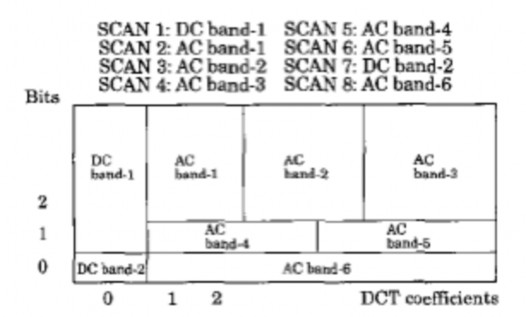 SCAN 1: DC band-1 SCAN 5: AC band-4
SCAN 2: AC band-1 SCAN 6: AC band-5
SCAN 3: AC band-2 SCAN 7: DC band-2
SCAN 4: AC band-3 SCAN 8: AC band-6
Bits
DC band-1
AC band-1
AC band-2
AC band-3
2
1
AC band-4
AC band-5
0
DC band-2
AC band-6
0 1 2 DCT coefficients